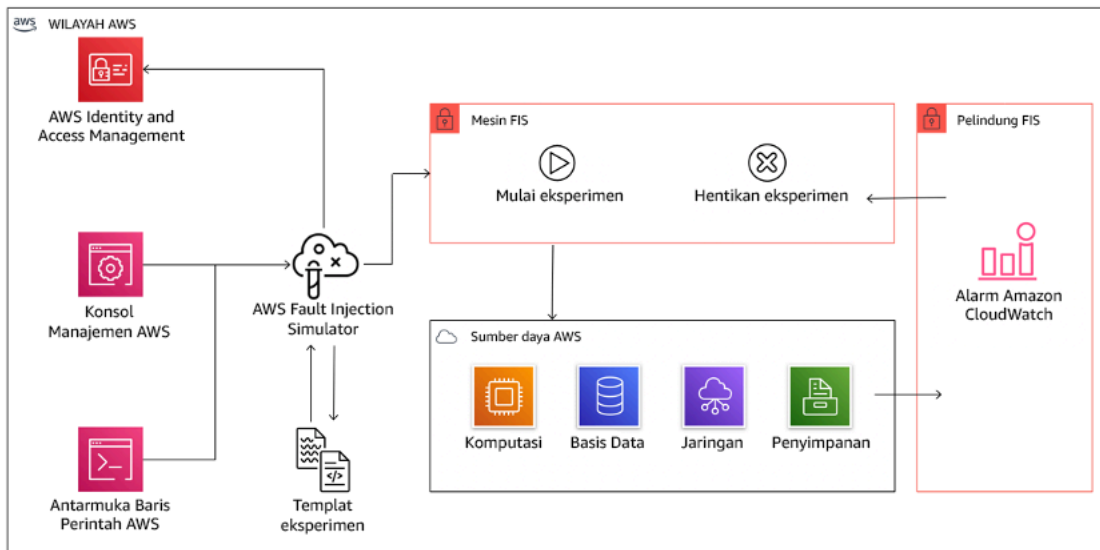 aws
WILAYAH AWS
AWS Identity and
Access Management
Konsol
Manajemen AWS
Antarmuka Baris
Perintah AWS
AWS Fault Injection
Simulator
Templat
eksperimen
Mesin FIS
Mulai eksperimen
Hentikan eksperimen
Sumber daya AWS
Komputasi
Basis Data
Jaringan
Penyimpanan
Pelindung FIS
Alarm Amazon
CloudWatch